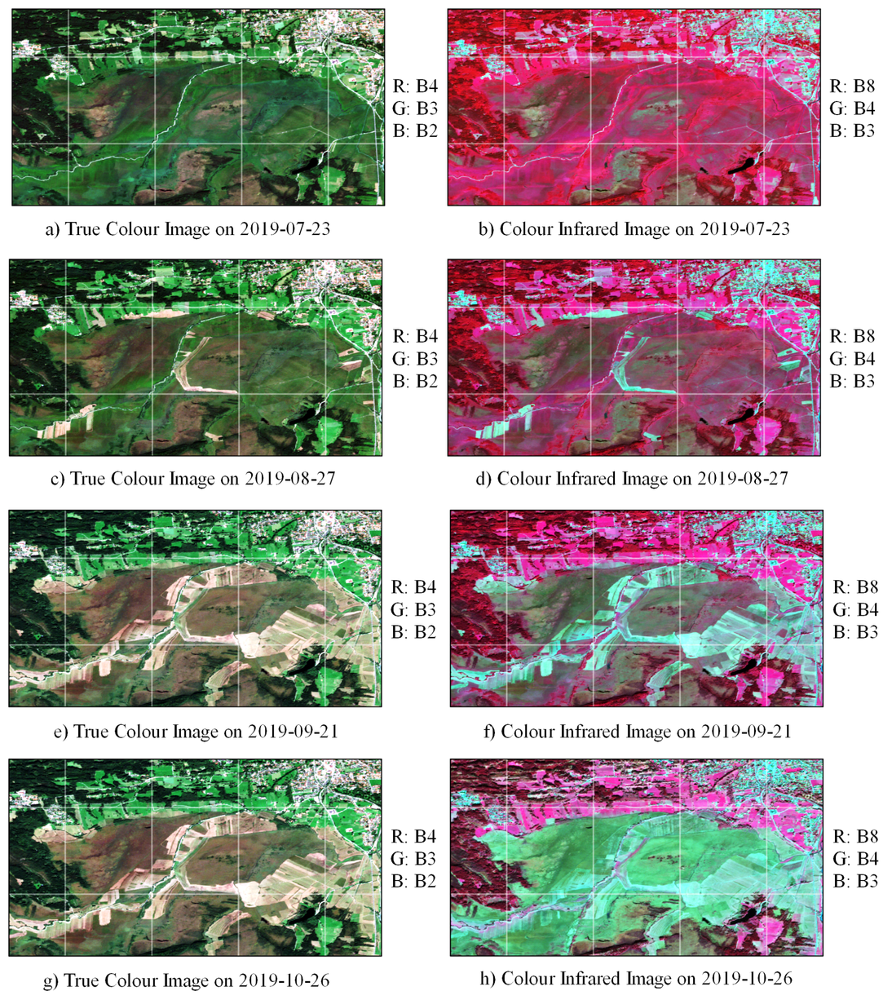 R: B4
G: B3
B: B2
R: B8
G: B4
B: B3
a) True Colour Image on 2019-07-23
b) Colour Infrared Image on 2019-07-23
R: B4
G: B3
B: B2
R: B8
G: B4
B: B3
c) True Colour Image on 2019-08-27
d) Colour Infrared Image on 2019-08-27
R: B4
G: B3
B: B2
R: B8
G: B4
B: B3
e) True Colour Image on 2019-09-21
f) Colour Infrared Image on 2019-09-21
R: B4
G: B3
B: B2
R: B8
G: B4
B: B3
g) True Colour Image on 2019-10-26
h) Colour Infrared Image on 2019-10-26